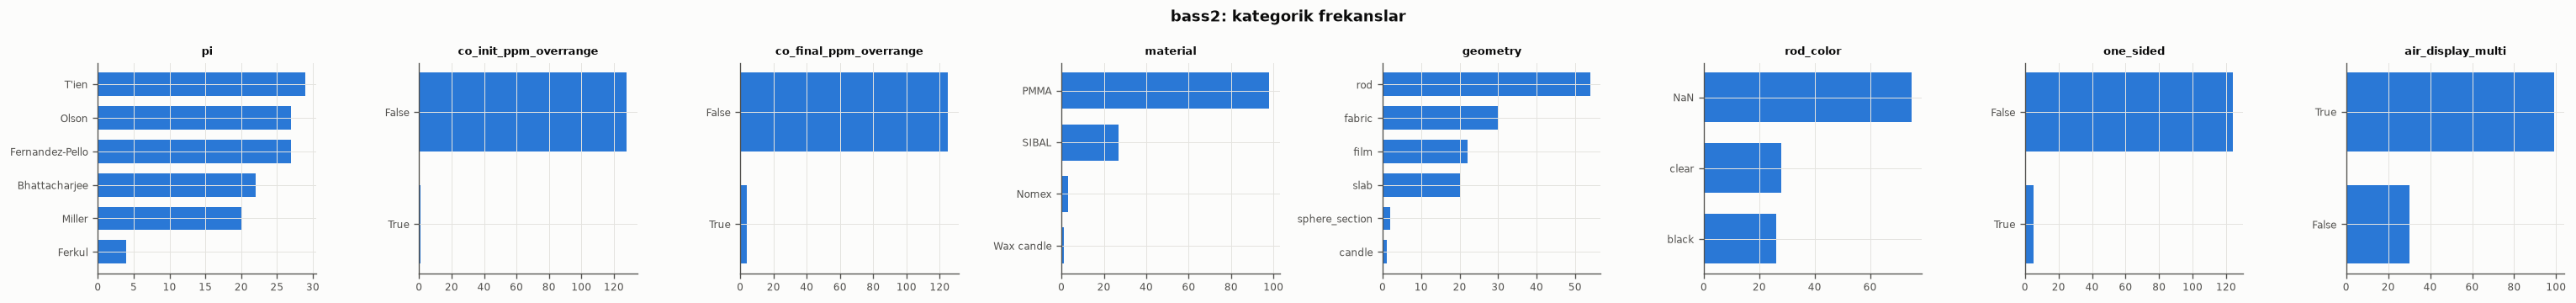 bass2: kategorik frekanslar
pi
T'ien
Olson
Fernandez-Pello
Bhattacharjee
Miller
Ferkul
0 5 10 15 20 25 30
co_init_ppm_overrange
False
True
0 20 40 60 80 100 120
co_final_ppm_overrange
False
True
0 20 40 60 80 100 120
material
PMMA
SIBAL
Nomex
Wax candle
0 20 40 60 80 100
geometry
rod
fabric
film
slab
sphere_section
candle
0 10 20 30 40 50
rod_color
NaN
clear
black
0 20 40 60
one_sided
False
True
0 20 40 60 80 100 120
air_display_multi
True
False
0 20 40 60 80 100